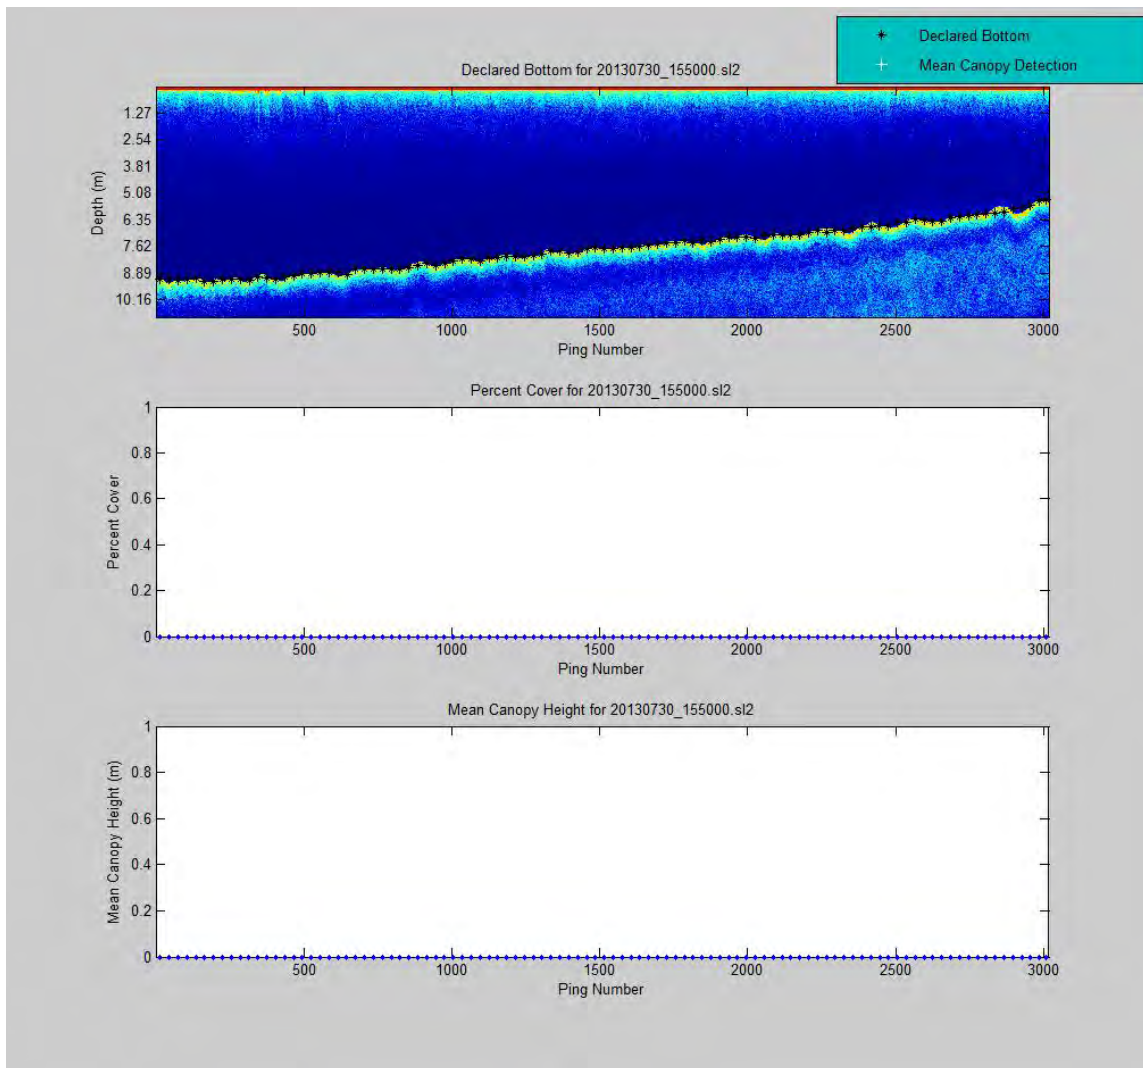 Declared Bottom
Mean Canopy Detection
Declared Bottom for 20130730_155000.sl2
1.27
2.54
3.81
5.08
6.35
7.62
8.89
10.16
Depth (m)
500 1000 1500 2000 2500 3000
Ping Number
Percent Cover for 20130730_155000.sl2
1
0.8
0.6
0.4
0.2
0
Percent Cover
500 1000 1500 2000 2500 3000
Ping Number
Mean Canopy Height for 20130730_155000.sl2
1
0.8
0.6
0.4
0.2
0
Mean Canopy Height (m)
500 1000 1500 2000 2500 3000
Ping Number